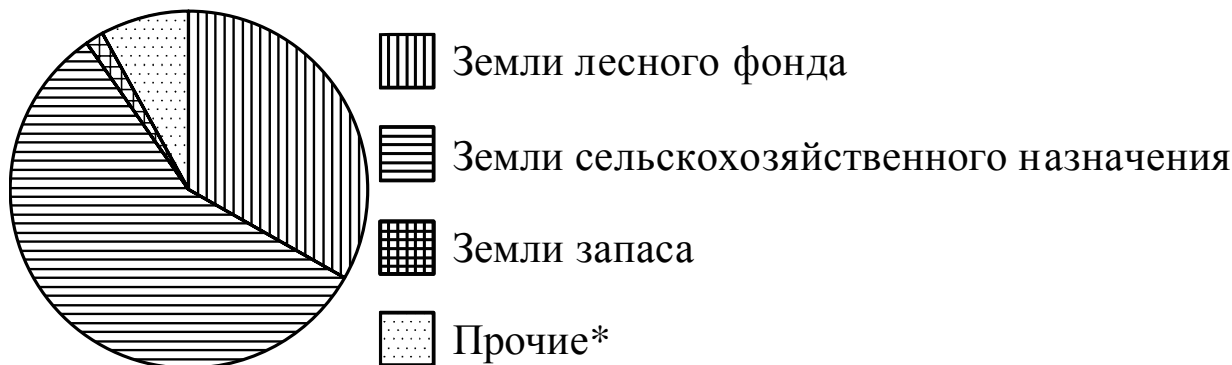 Земли лесного фонда
Земли сельскохозяйственного назначения
Земли запаса
Прочие*